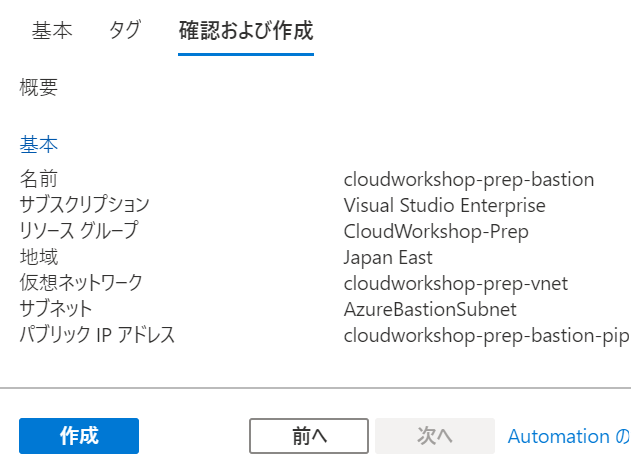 基本 タグ 確認および作成
概要
基本
名前 cloudworkshop-prep-bastion
サブスクリプション Visual Studio Enterprise
リソース グループ CloudWorkshop-Prep
地域 Japan East
仮想ネットワーク cloudworkshop-prep-vnet
サブネット AzureBastionSubnet
パブリック IP アドレス cloudworkshop-prep-bastion-pip
作成 前へ 次へ Automation の